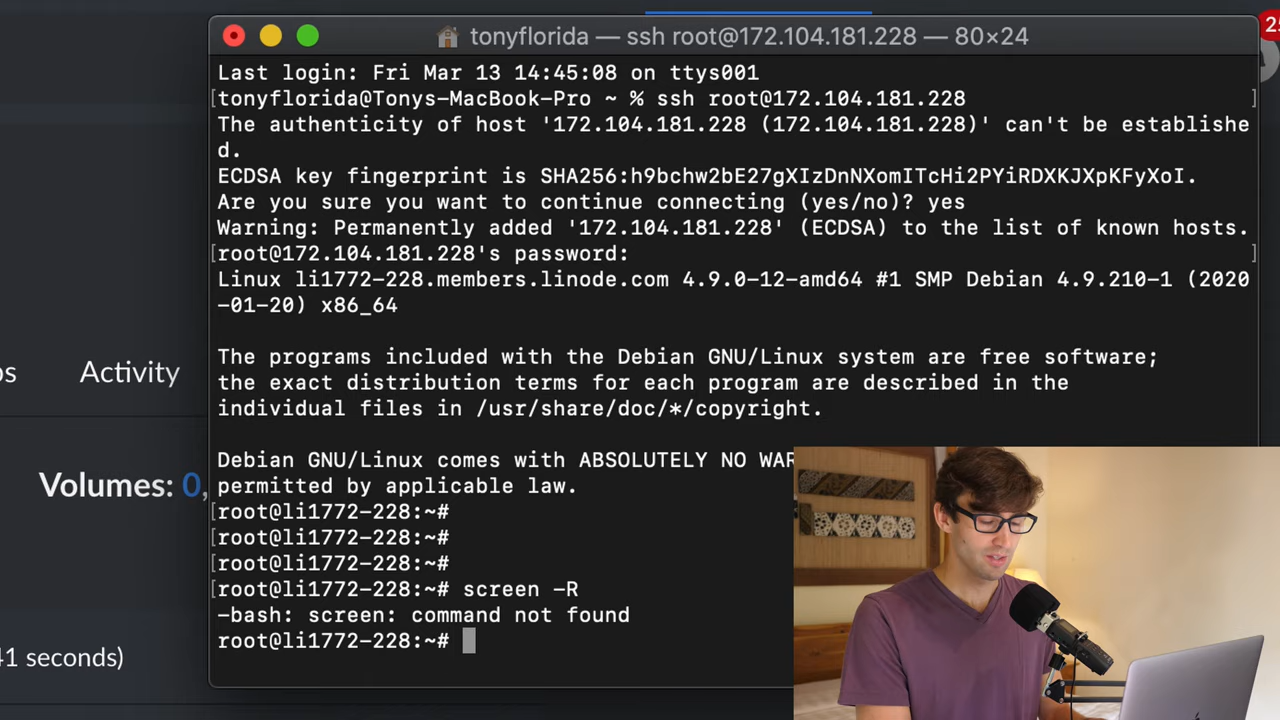 tonyflorida — ssh root@172.104.181.228 — 80×24
Last login: Fri Mar 13 14:45:08 on ttys001
[tonyflorida@Tonys-MacBook-Pro ~ % ssh root@172.104.181.228 ]
The authenticity of host '172.104.181.228 (172.104.181.228)' can't be establishe
d.
ECDSA key fingerprint is SHA256:h9bchw2bE27gXIzDnNXomITcHi2PYiRDXKJXpKFyXoI.
Are you sure you want to continue connecting (yes/no)? yes
Warning: Permanently added '172.104.181.228' (ECDSA) to the list of known hosts.
[root@172.104.181.228's password: ]
Linux li1772-228.members.linode.com 4.9.0-12-amd64 #1 SMP Debian 4.9.210-1 (2020
-01-20) x86_64
The programs included with the Debian GNU/Linux system are free software;
the exact distribution terms for each program are described in the
individual files in /usr/share/doc/*/copyright.
Debian GNU/Linux comes with ABSOLUTELY NO WAR
permitted by applicable law.
[root@li1772-228:~#
[root@li1772-228:~#
[root@li1772-228:~#
[root@li1772-228:~# screen -R
-bash: screen: command not found
root@li1772-228:~#
os
Activity
Volumes: 0,
41 seconds)
25